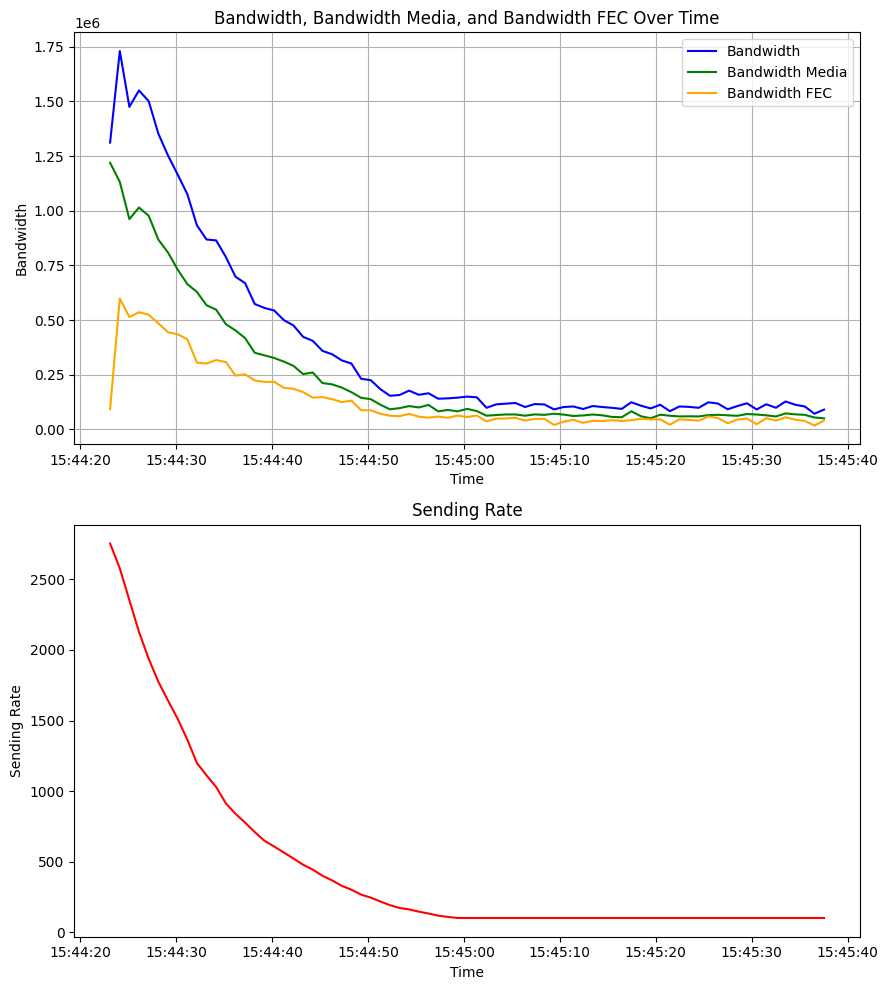 Bandwidth, Bandwidth Media, and Bandwidth FEC Over Time
1e6
Bandwidth
Bandwidth Media
Bandwidth FEC
1.75
1.50
1.25
1.00
0.75
0.50
0.25
0.00
Bandwidth
15:44:20 15:44:30 15:44:40 15:44:50 15:45:00 15:45:10 15:45:20 15:45:30 15:45:40
Time
Sending Rate
2500
2000
1500
1000
500
0
Sending Rate
15:44:20 15:44:30 15:44:40 15:44:50 15:45:00 15:45:10 15:45:20 15:45:30 15:45:40
Time